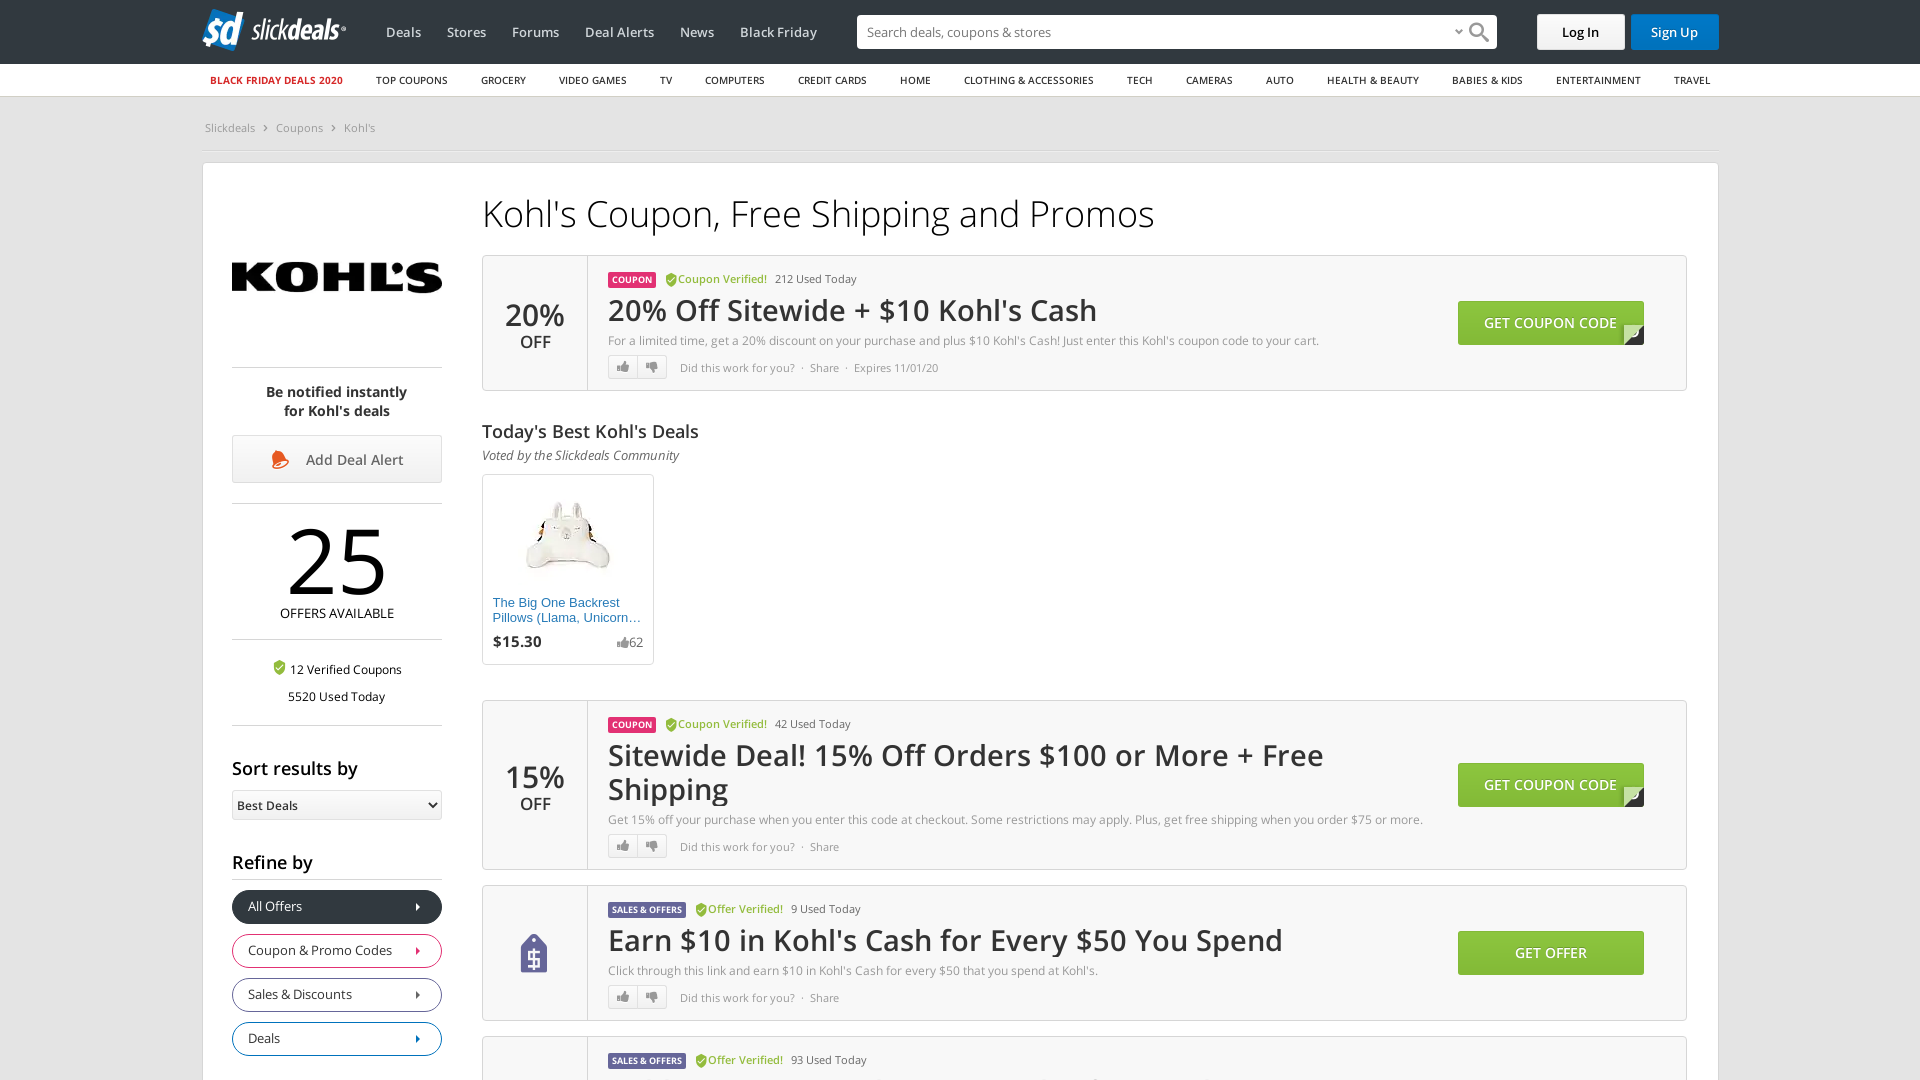 slickdeals
Deals
Stores
Forums
Deal Alerts
News
Black Friday
Search deals, coupons & stores
Log In
Sign Up
BLACK FRIDAY DEALS 2020
TOP COUPONS
GROCERY
VIDEO GAMES
TV
COMPUTERS
CREDIT CARDS
HOME
CLOTHING & ACCESSORIES
TECH
CAMERAS
AUTO
HEALTH & BEAUTY
BABIES & KIDS
ENTERTAINMENT
TRAVEL
Slickdeals > Coupons > Kohl's
KOHL'S
Be notified instantly
for Kohl's deals
Add Deal Alert
25
OFFERS AVAILABLE
12 Verified Coupons
5520 Used Today
Sort results by
Best Deals
Refine by
All Offers
Coupon & Promo Codes
Sales & Discounts
Deals
Kohl's Coupon, Free Shipping and Promos
20%
OFF
COUPON Coupon Verified! 212 Used Today
20% Off Sitewide + $10 Kohl's Cash
For a limited time, get a 20% discount on your purchase and plus $10 Kohl's Cash! Just enter this Kohl's coupon code to your cart.
Did this work for you? · Share · Expires 11/01/20
GET COUPON CODE
Today's Best Kohl's Deals
Voted by the Slickdeals Community
The Big One Backrest
Pillows (Llama, Unicorn…
$15.30
62
15%
OFF
COUPON Coupon Verified! 42 Used Today
Sitewide Deal! 15% Off Orders $100 or More + Free
Shipping
Get 15% off your purchase when you enter this code at checkout. Some restrictions may apply. Plus, get free shipping when you order $75 or more.
Did this work for you? · Share
GET COUPON CODE
SALES & OFFERS Offer Verified! 9 Used Today
Earn $10 in Kohl's Cash for Every $50 You Spend
Click through this link and earn $10 in Kohl's Cash for every $50 that you spend at Kohl's.
Did this work for you? · Share
GET OFFER
SALES & OFFERS Offer Verified! 93 Used Today